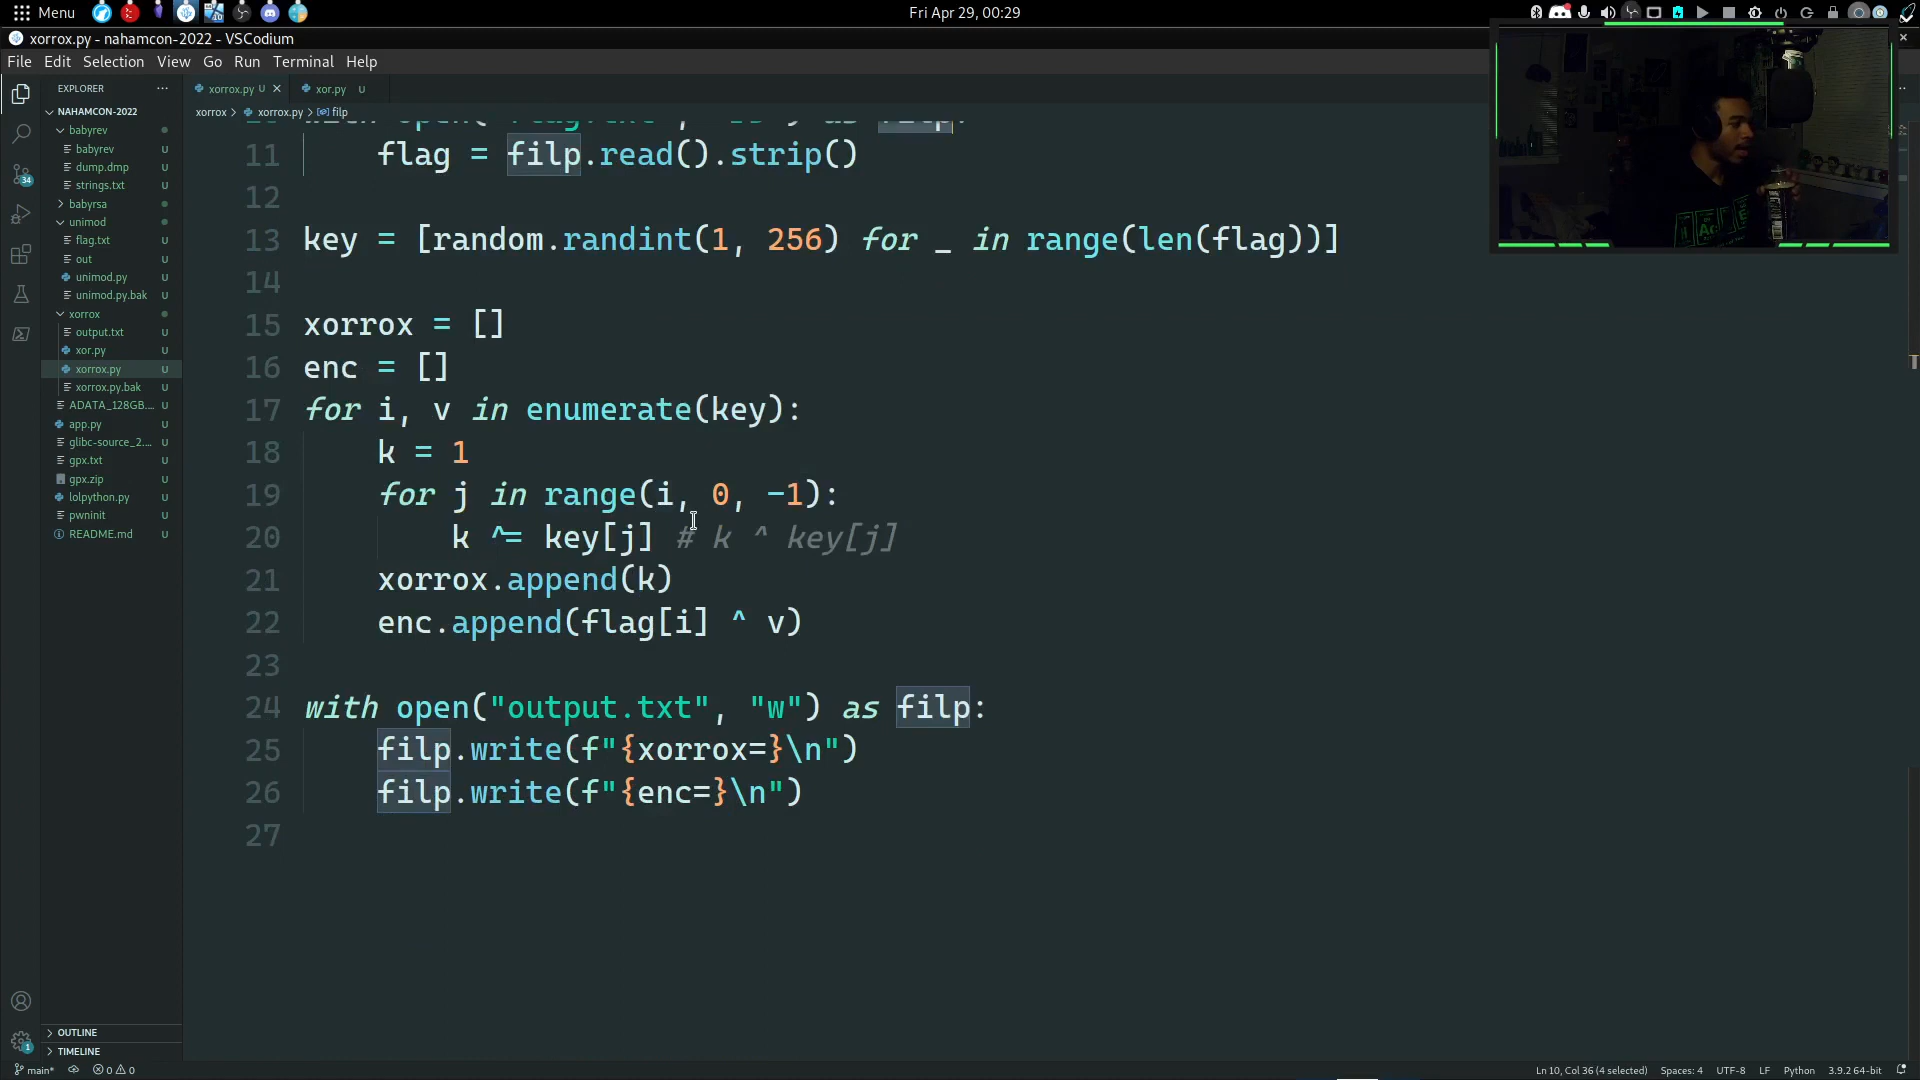 Menu
Fri Apr 29, 00:29
xorrox.py - nahamcon-2022 - VSCodium
File Edit Selection View Go Run Terminal Help
EXPLORER ···
xorrox.py U ×
xor.py U
xorrox > xorrox.py > filp
NAHAMCON-2022
babyrev
babyrev U
dump.dmp U
strings.txt U
babyrsa
unimod
flag.txt U
out U
unimod.py U
unimod.py.bak U
xorrox
output.txt U
xor.py U
xorrox.py U
xorrox.py.bak U
ADATA_128GB... U
app.py U
glibc-source_2.... U
gpx.txt U
gpx.zip U
lolpython.py U
pwninit U
README.md U
34
11 flag = filp.read().strip()
12
13 key = [random.randint(1, 256) for _ in range(len(flag))]
14
15 xorrox = []
16 enc = []
17 for i, v in enumerate(key):
18 k = 1
19 for j in range(i, 0, -1):
20 k ^= key[j] # k ^ key[j]
21 xorrox.append(k)
22 enc.append(flag[i] ^ v)
23
24 with open("output.txt", "w") as filp:
25 filp.write(f"{xorrox=}\n")
26 filp.write(f"{enc=}\n")
27
OUTLINE
TIMELINE
1
main* 0 0
Ln 10, Col 36 (4 selected) Spaces: 4 UTF-8 LF Python 3.9.2 64-bit